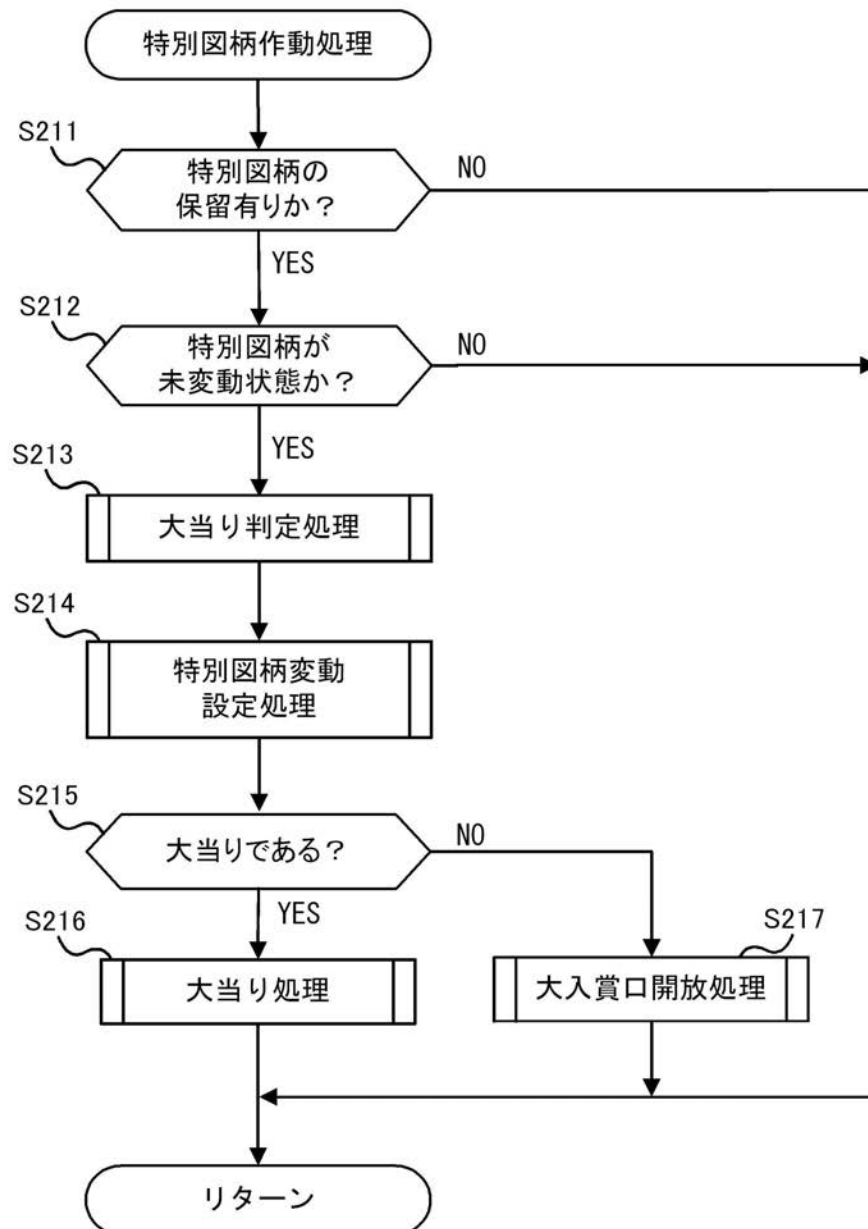 特別図柄作動処理
S211
特別図柄の
保留有りか？
NO
YES
S212
特別図柄が
未変動状態か？
NO
YES
S213
大当り判定処理
S214
特別図柄変動
設定処理
S215
大当りである？
NO
YES
S216
大当り処理
S217
大入賞口開放処理
リターン